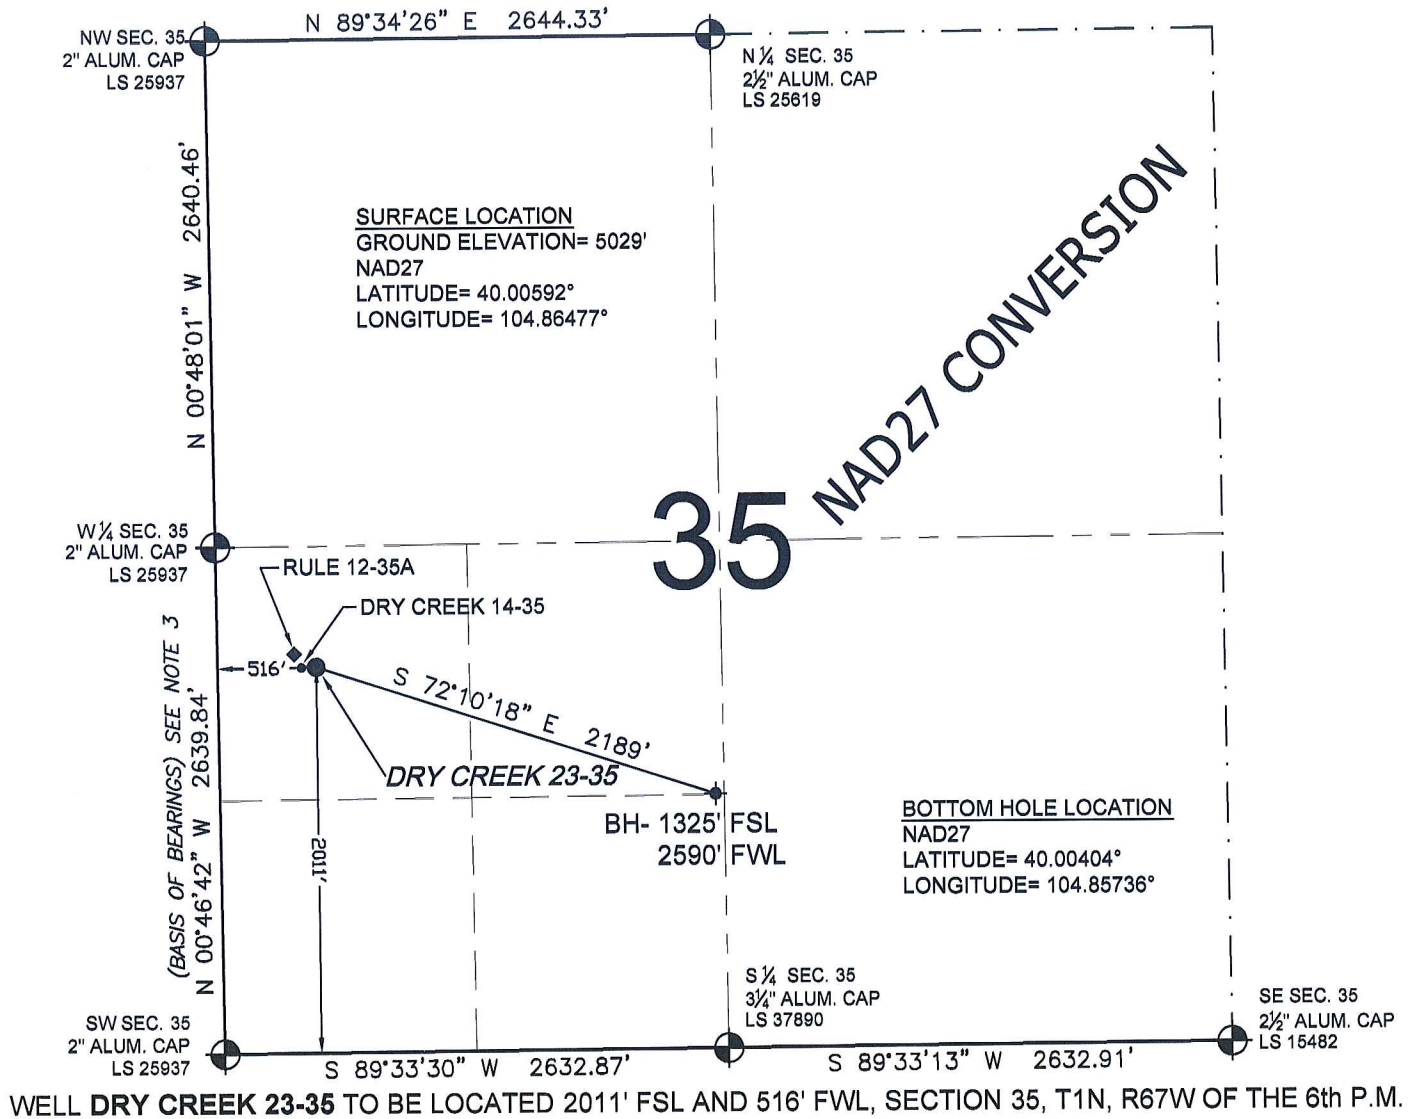 N 89°34'26" E 2644.33'
NW SEC. 35
2" ALUM. CAP
LS 25937
N ¼ SEC. 35
2½" ALUM. CAP
LS 25619
N 00°48'01" W 2640.46'
SURFACE LOCATION
GROUND ELEVATION= 5029'
NAD27
LATITUDE= 40.00592°
LONGITUDE= 104.86477°
NAD27 CONVERSION
35
W ¼ SEC. 35
2" ALUM. CAP
LS 25937
RULE 12-35A
DRY CREEK 14-35
516'
S 72°10'18" E 2189'
DRY CREEK 23-35
(BASIS OF BEARINGS) SEE NOTE 3
N 00°46'42" W 2639.84'
2011'
BH- 1325' FSL
2590' FWL
BOTTOM HOLE LOCATION
NAD27
LATITUDE= 40.00404°
LONGITUDE= 104.85736°
S ¼ SEC. 35
3¼" ALUM. CAP
LS 37890
SE SEC. 35
2½" ALUM. CAP
LS 15482
SW SEC. 35
2" ALUM. CAP
LS 25937
S 89°33'30" W 2632.87'
S 89°33'13" W 2632.91'
WELL DRY CREEK 23-35 TO BE LOCATED 2011' FSL AND 516' FWL, SECTION 35, T1N, R67W OF THE 6th P.M.